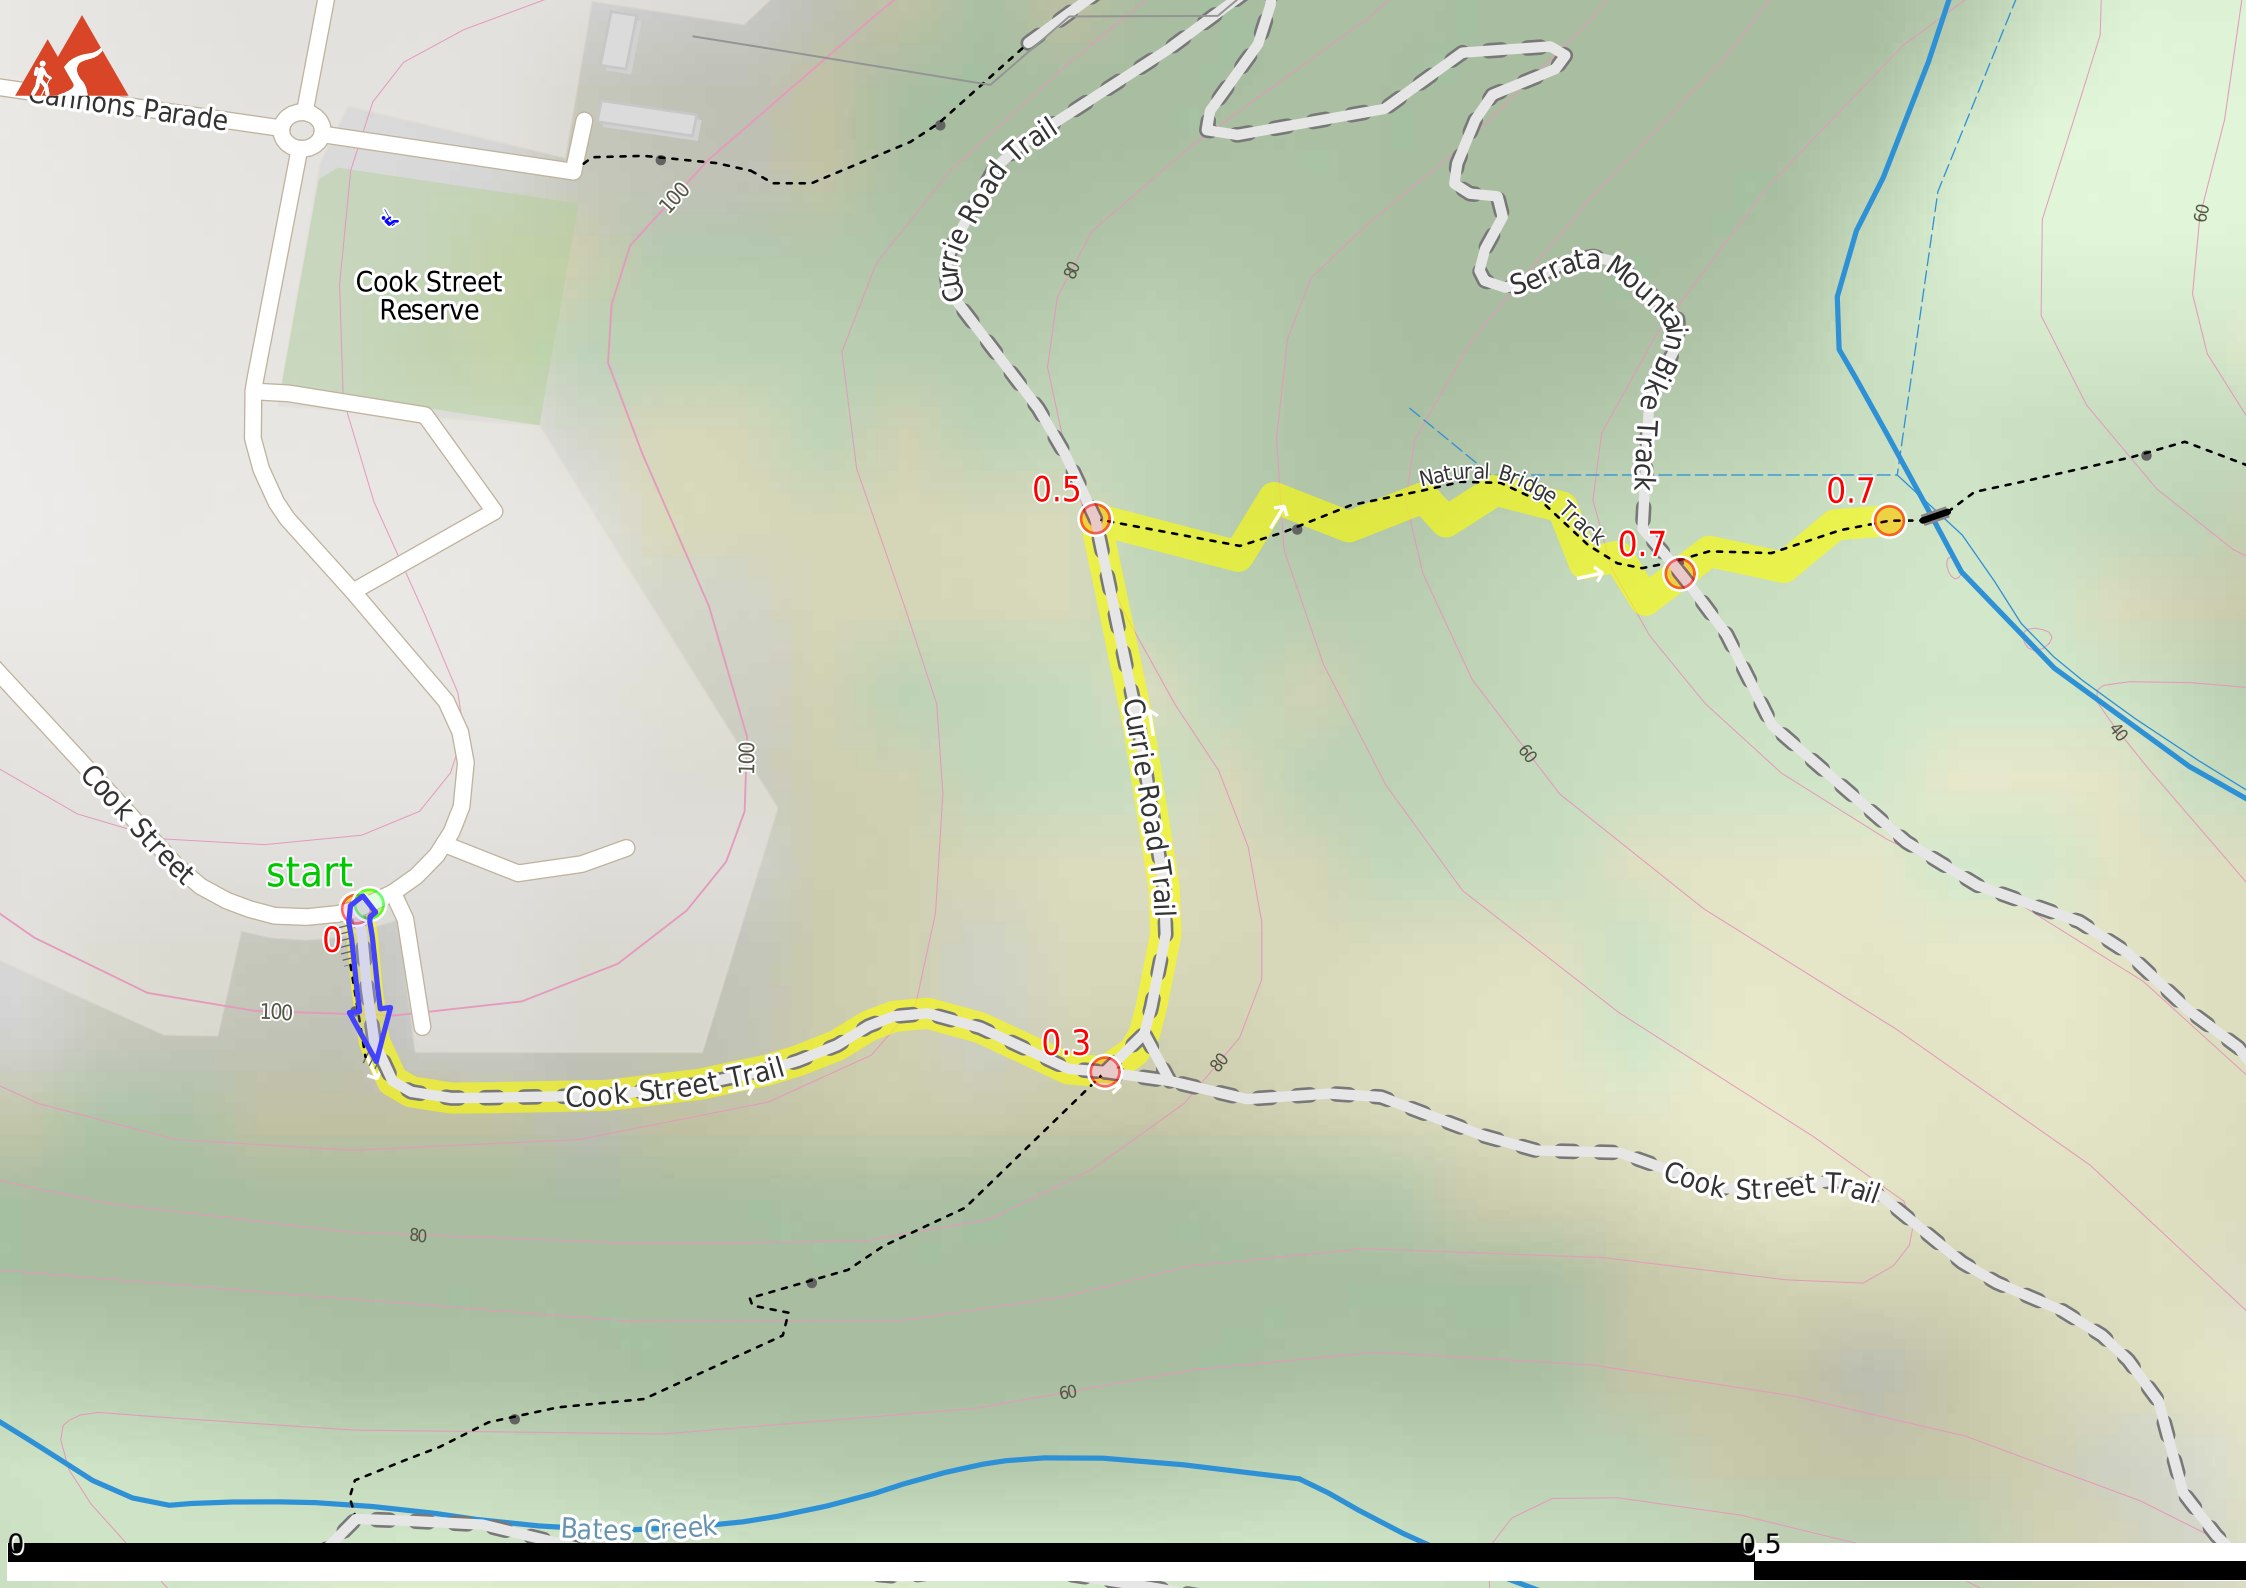 Cannons Parade
100
Currie Road Trail
80
60
Cook Street
Reserve
Serrata Mountain Bike Track
Natural Bridge Track
0.5
0.7
0.7
100
Currie Road Trail
60
40
Cook Street
start
0
100
0.3
80
Cook Street Trail
Cook Street Trail
80
60
Bates Creek
0
0.5